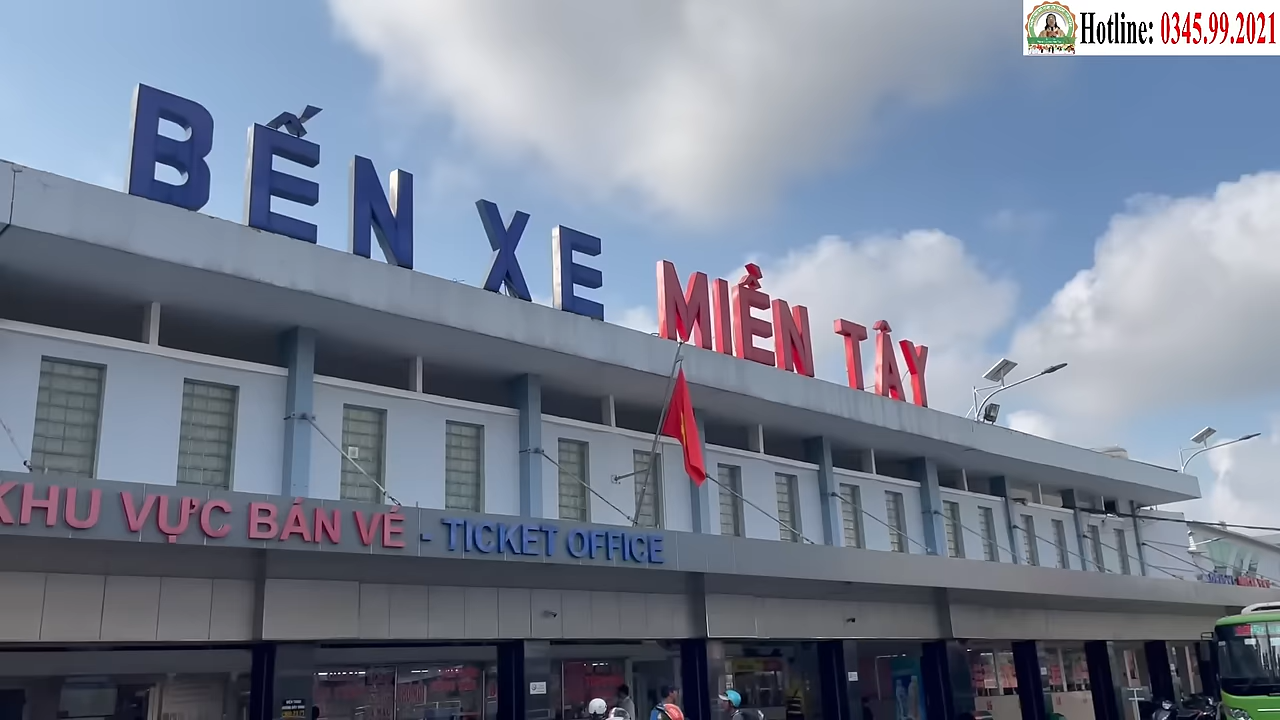 Hotline: 0345.99.2021
BẾN XE MIỀN TÂY
KHU VỰC BÁN VÉ - TICKET OFFICE